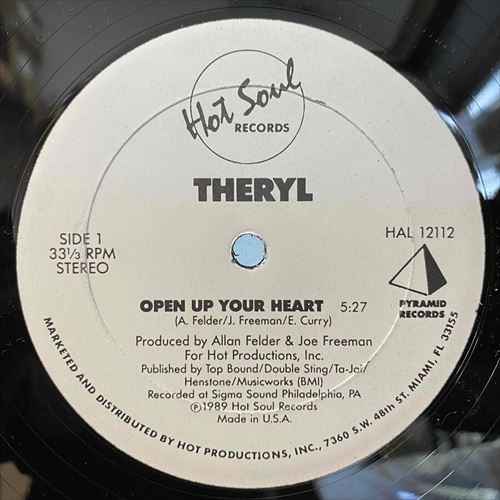 Hot Soul
RECORDS
THERYL
SIDE 1
33⅓ RPM
STEREO
HAL 12112
PYRAMID
RECORDS
OPEN UP YOUR HEART 5:27
(A. Felder/J. Freeman/E. Curry)
Produced by Allan Felder & Joe Freeman
For Hot Productions, Inc.
Published by Top Bound/Double Sting/Ta-Jai/
Henstone/Musicworks (BMI)
Recorded at Sigma Sound Philadelphia, PA
℗1989 Hot Soul Records
Made in U.S.A.
MARKETED AND DISTRIBUTED BY HOT PRODUCTIONS, INC., 7360 S.W. 48th ST. MIAMI, FL 33155